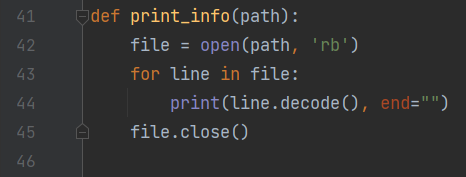 41 def print_info(path):
42     file = open(path, 'rb')
43     for line in file:
44         print(line.decode(), end="")
45     file.close()
46